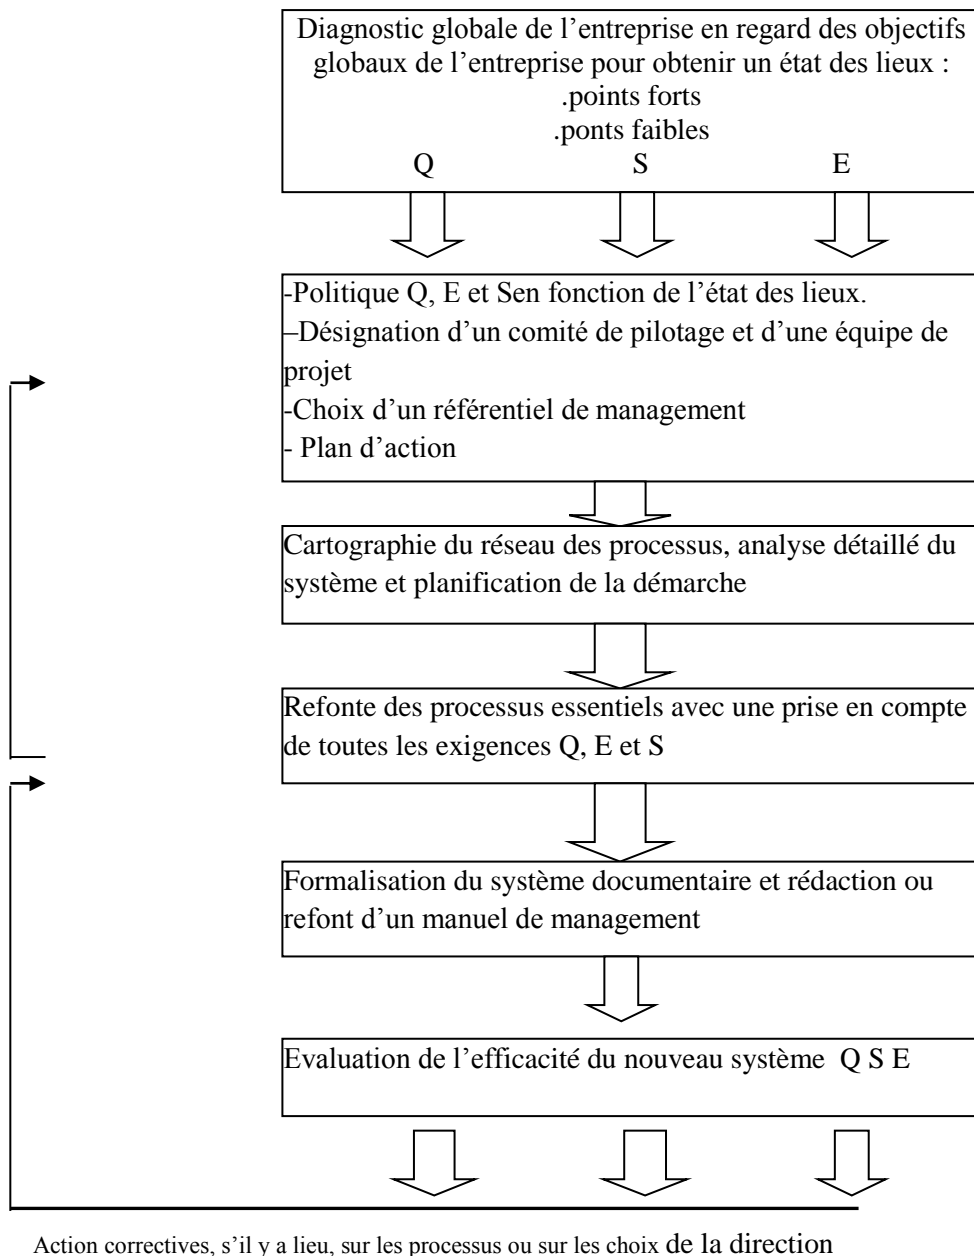 Diagnostic globale de l’entreprise en regard des objectifs
globaux de l’entreprise pour obtenir un état des lieux :
.points forts
.ponts faibles
Q S E
-Politique Q, E et Sen fonction de l’état des lieux.
–Désignation d’un comité de pilotage et d’une équipe de
projet
-Choix d’un référentiel de management
- Plan d’action
Cartographie du réseau des processus, analyse détaillé du
système et planification de la démarche
Refonte des processus essentiels avec une prise en compte
de toutes les exigences Q, E et S
Formalisation du système documentaire et rédaction ou
refont d’un manuel de management
Evaluation de l’efficacité du nouveau système Q S E
Action correctives, s’il y a lieu, sur les processus ou sur les choix de la direction